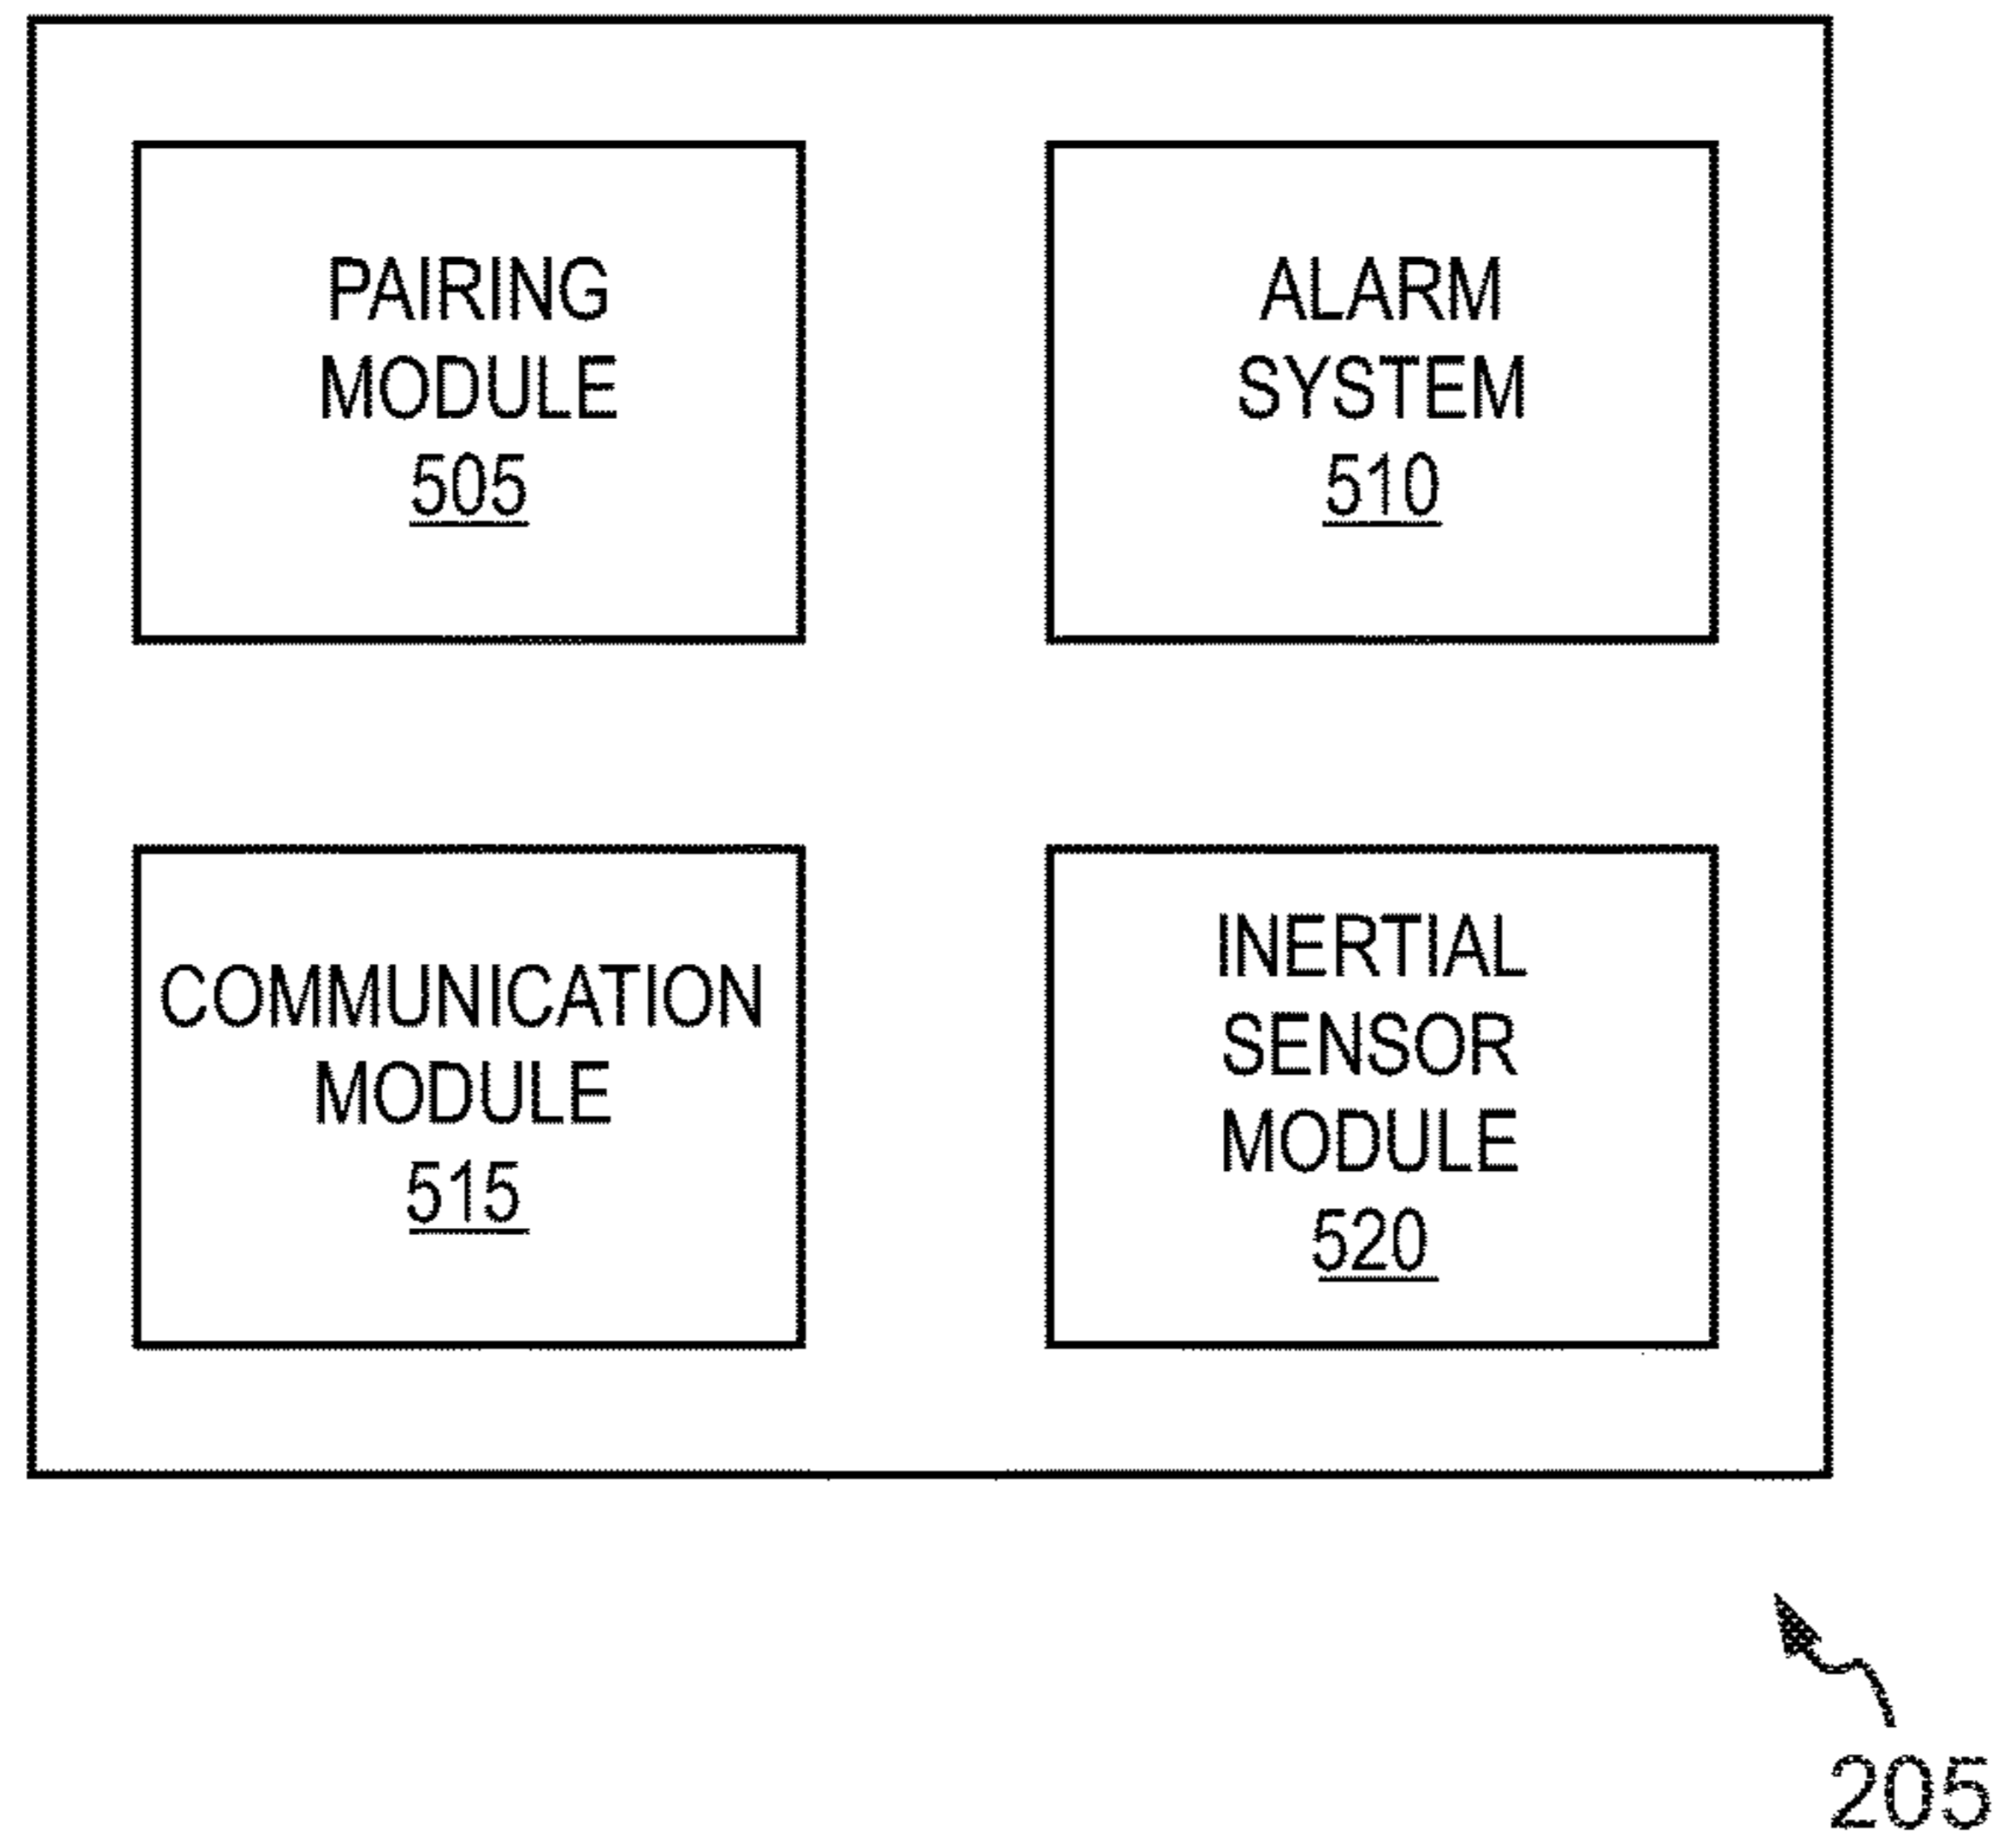 PAIRING
MODULE
505
ALARM
SYSTEM
510
COMMUNICATION
MODULE
515
INERTIAL
SENSOR
MODULE
520
205